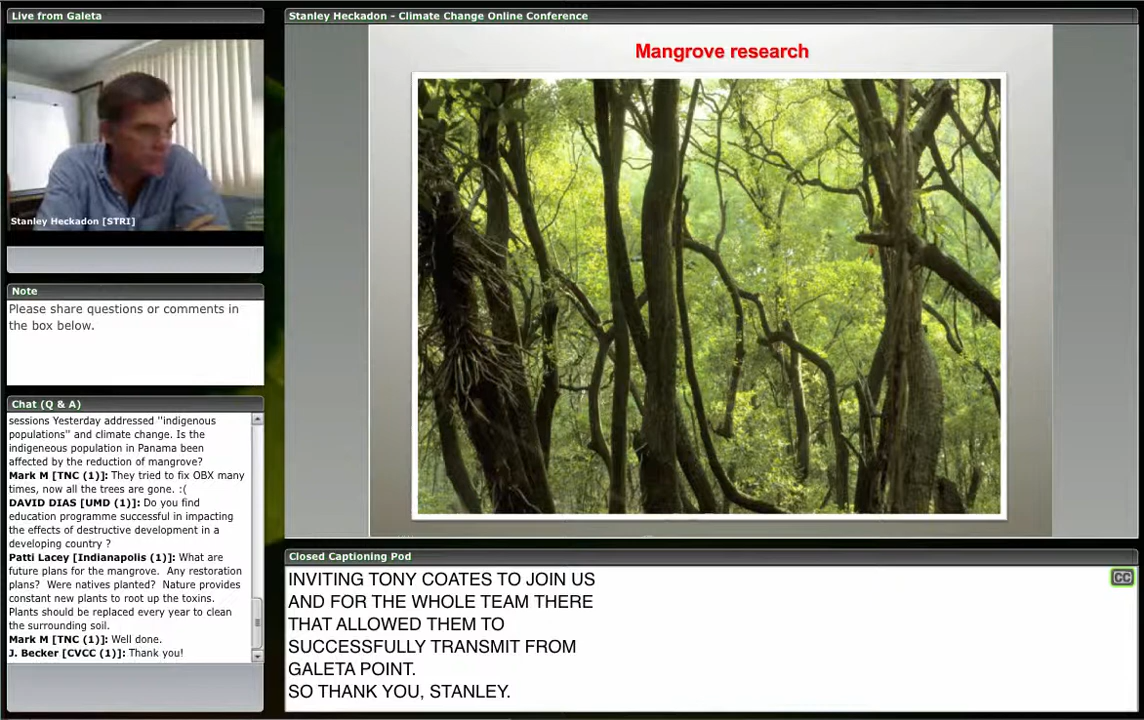 Live from Galeta
Stanley Heckadon [STRI]
Note
Please share questions or comments in
the box below.
Chat (Q & A)
sessions Yesterday addressed "indigenous
populations" and climate change. Is the
indigeneous population in Panama been
affected by the reduction of mangrove?
Mark M [TNC (1)]: They tried to fix OBX many
times, now all the trees are gone. :(
DAVID DIAS [UMD (1)]: Do you find
education programme successful in impacting
the effects of destructive development in a
developing country ?
Patti Lacey [Indianapolis (1)]: What are
future plans for the mangrove. Any restoration
plans? Were natives planted? Nature provides
constant new plants to root up the toxins.
Plants should be replaced every year to clean
the surrounding soil.
Mark M [TNC (1)]: Well done.
J. Becker [CVCC (1)]: Thank you!
Stanley Heckadon - Climate Change Online Conference
Mangrove research
Closed Captioning Pod
CC
INVITING TONY COATES TO JOIN US
AND FOR THE WHOLE TEAM THERE
THAT ALLOWED THEM TO
SUCCESSFULLY TRANSMIT FROM
GALETA POINT.
SO THANK YOU, STANLEY.